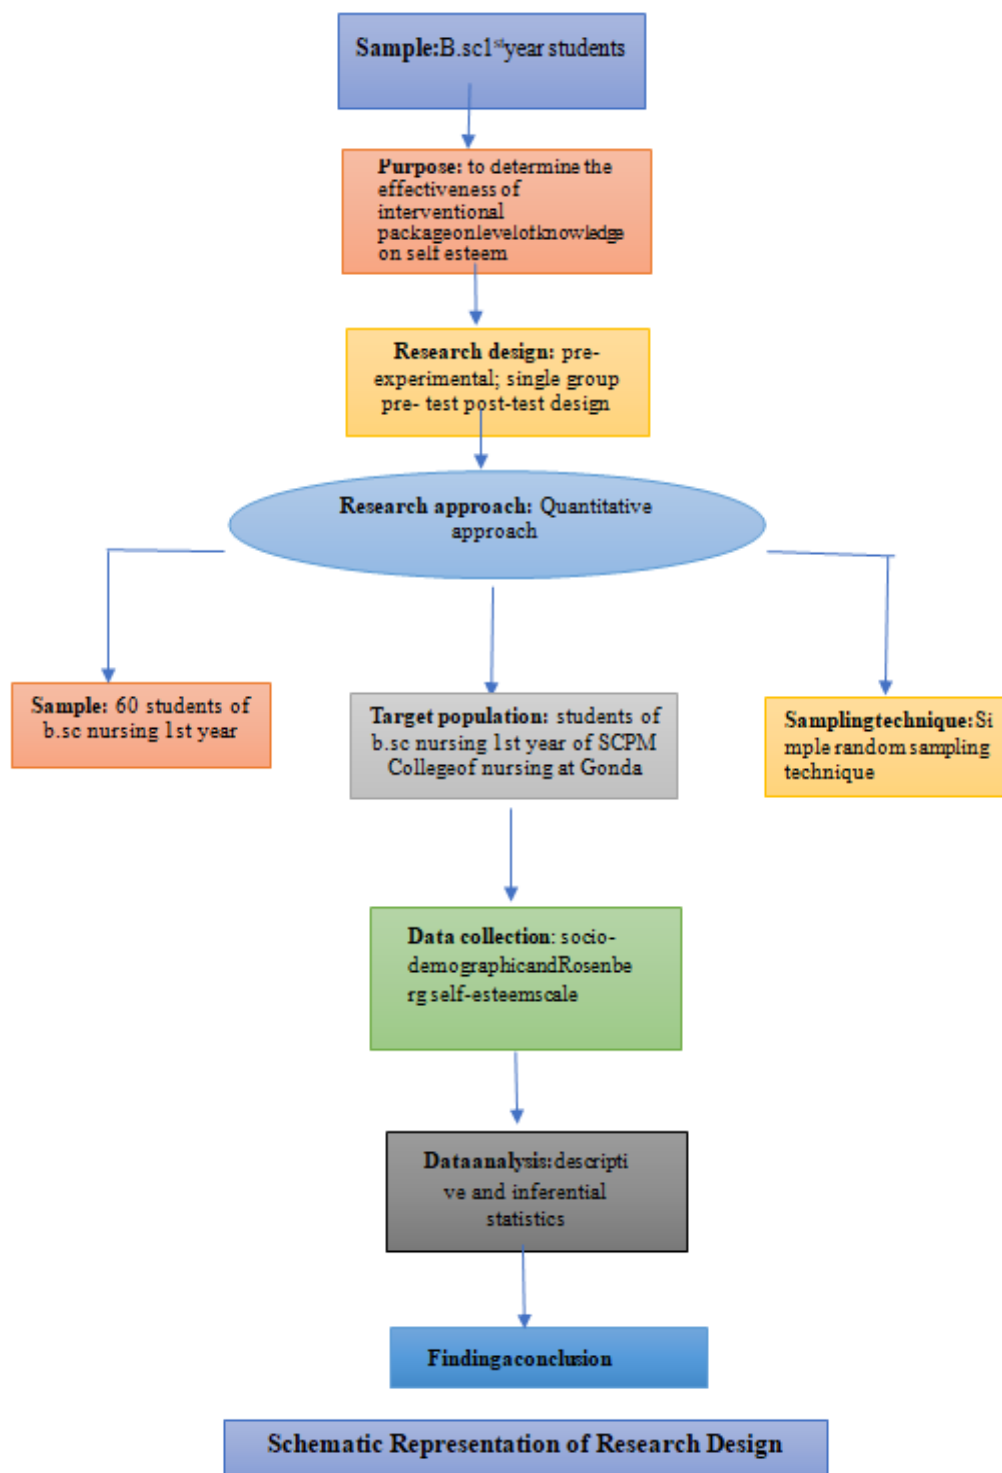 Sample:B.sc1styear students
Purpose: to determine the
effectiveness of
interventional
packageonlevelofknowledge
on self esteem
Research design: pre-
experimental; single group
pre- test post-test design
Research approach: Quantitative
approach
Sample: 60 students of
b.sc nursing 1st year
Target population: students of
b.sc nursing 1st year of SCPM
Collegeof nursing at Gonda
Samplingtechnique:Si
mple random sampling
technique
Data collection: socio-
demographicandRosenbe
rg self-esteemscale
Dataanalysis:descripti
ve and inferential
statistics
Findingaconclusion
Schematic Representation of Research Design